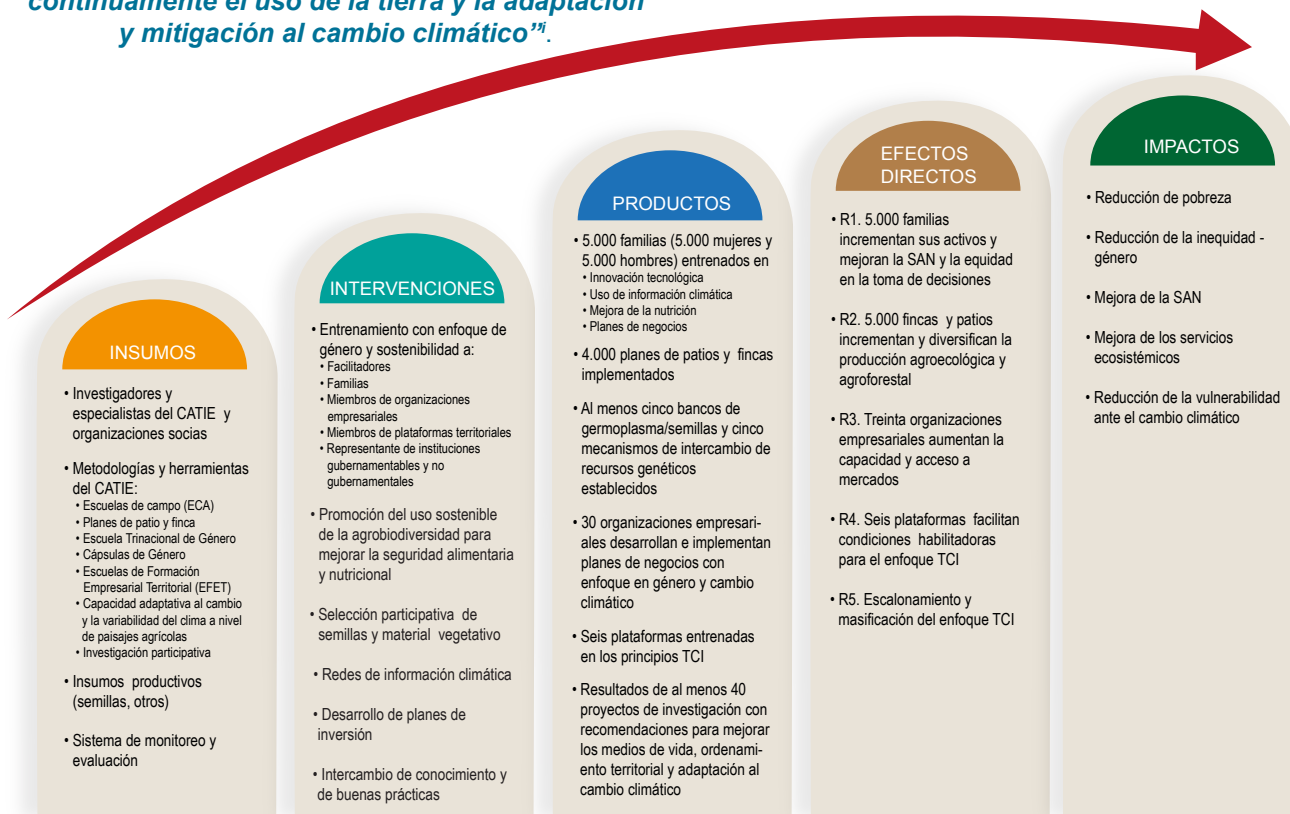 continuamente el uso de la tierra y la adaptación
y mitigación al cambio climático”i.
INSUMOS
• Investigadores y
especialistas del CATIE y
organizaciones socias
• Metodologías y herramientas
del CATIE:
• Escuelas de campo (ECA)
• Planes de patio y finca
• Escuela Trinacional de Género
• Cápsulas de Género
• Escuelas de Formación
Empresarial Territorial (EFET)
• Capacidad adaptativa al cambio
y la variabilidad del clima a nivel
de paisajes agrícolas
• Investigación participativa
• Insumos productivos
(semillas, otros)
• Sistema de monitoreo y
evaluación
INTERVENCIONES
• Entrenamiento con enfoque de
género y sostenibilidad a:
• Facilitadores
• Familias
• Miembros de organizaciones
empresariales
• Miembros de plataformas territoriales
• Representante de instituciones
gubernamentables y no
gubernamentales
• Promoción del uso sostenible
de la agrobiodiversidad para
mejorar la seguridad alimentaria
y nutricional
• Selección participativa de
semillas y material vegetativo
• Redes de información climática
• Desarrollo de planes de
inversión
• Intercambio de conocimiento y
de buenas prácticas
PRODUCTOS
• 5.000 familias (5.000 mujeres y
5.000 hombres) entrenados en
• Innovación tecnológica
• Uso de información climática
• Mejora de la nutrición
• Planes de negocios
• 4.000 planes de patios y fincas
implementados
• Al menos cinco bancos de
germoplasma/semillas y cinco
mecanismos de intercambio de
recursos genéticos
establecidos
• 30 organizaciones empresari-
ales desarrollan e implementan
planes de negocios con
enfoque en género y cambio
climático
• Seis plataformas entrenadas
en los principios TCI
• Resultados de al menos 40
proyectos de investigación con
recomendaciones para mejorar
los medios de vida, ordenami-
ento territorial y adaptación al
cambio climático
EFECTOS
DIRECTOS
• R1. 5.000 familias
incrementan sus activos y
mejoran la SAN y la equidad
en la toma de decisiones
• R2. 5.000 fincas y patios
incrementan y diversifican la
producción agroecológica y
agroforestal
• R3. Treinta organizaciones
empresariales aumentan la
capacidad y acceso a
mercados
• R4. Seis plataformas facilitan
condiciones habilitadoras
para el enfoque TCI
• R5. Escalonamiento y
masificación del enfoque TCI
IMPACTOS
• Reducción de pobreza
• Reducción de la inequidad -
género
• Mejora de la SAN
• Mejora de los servicios
ecosistémicos
• Reducción de la vulnerabilidad
ante el cambio climático